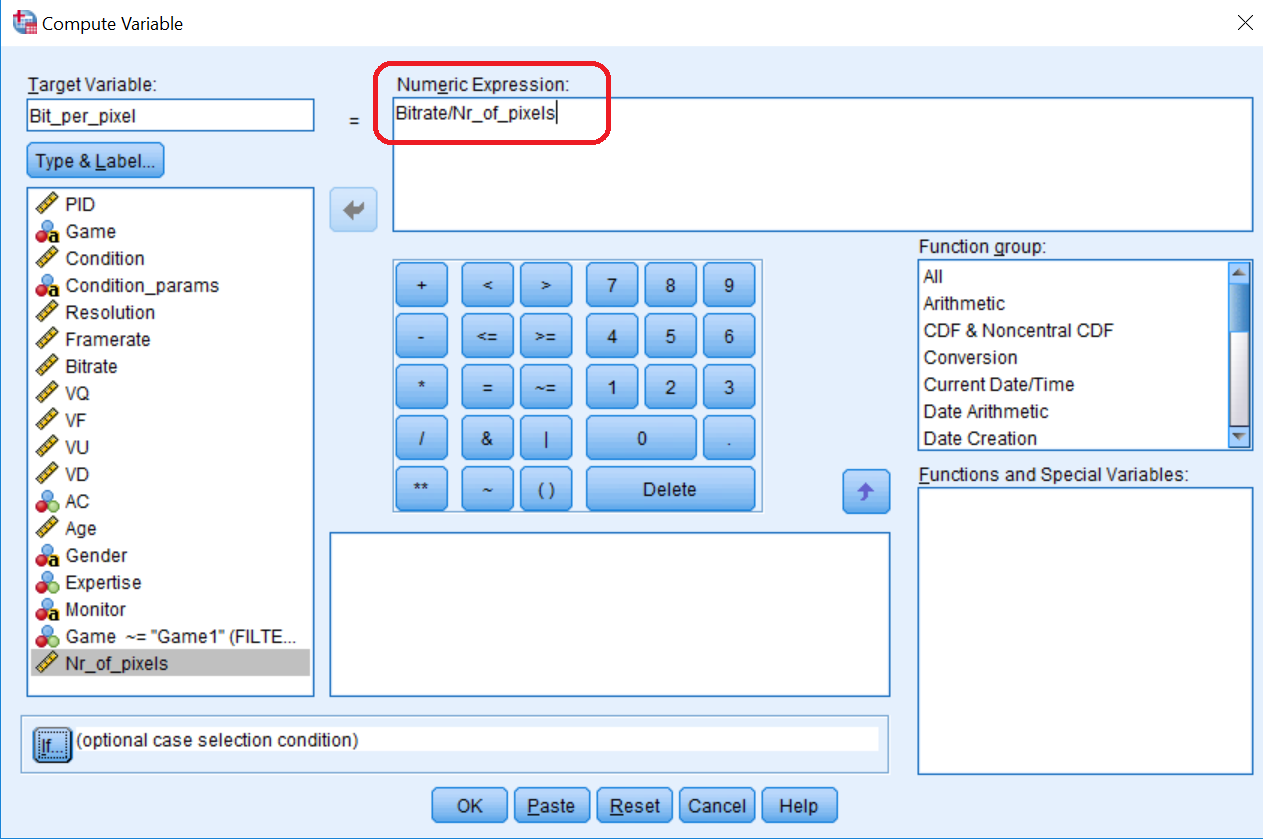 Compute Variable
Target Variable:
Bit_per_pixel
=
Numeric Expression:
Bitrate/Nr_of_pixels
Type & Label...
PID
Game
Condition
Condition_params
Resolution
Framerate
Bitrate
VQ
VF
VU
VD
AC
Age
Gender
Expertise
Monitor
Game ~= "Game1" (FILTE...
Nr_of_pixels
+ < > 7 8 9
- <= >= 4 5 6
* = ~= 1 2 3
/ & | 0 .
** ~ ( ) Delete
Function group:
All
Arithmetic
CDF & Noncentral CDF
Conversion
Current Date/Time
Date Arithmetic
Date Creation
Functions and Special Variables:
If... (optional case selection condition)
OK Paste Reset Cancel Help